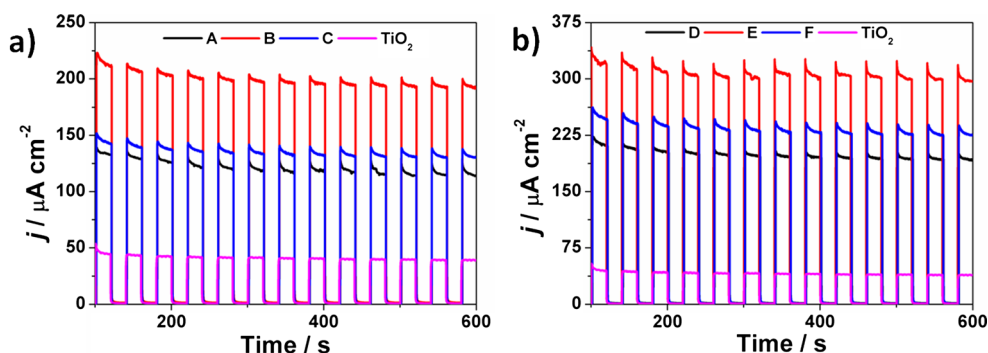 a)
A B C TiO2
250
200
150
100
50
0
j / μA cm-2
200 400 600
Time / s
b)
D E F TiO2
375
300
225
150
75
0
j / μA cm-2
200 400 600
Time / s